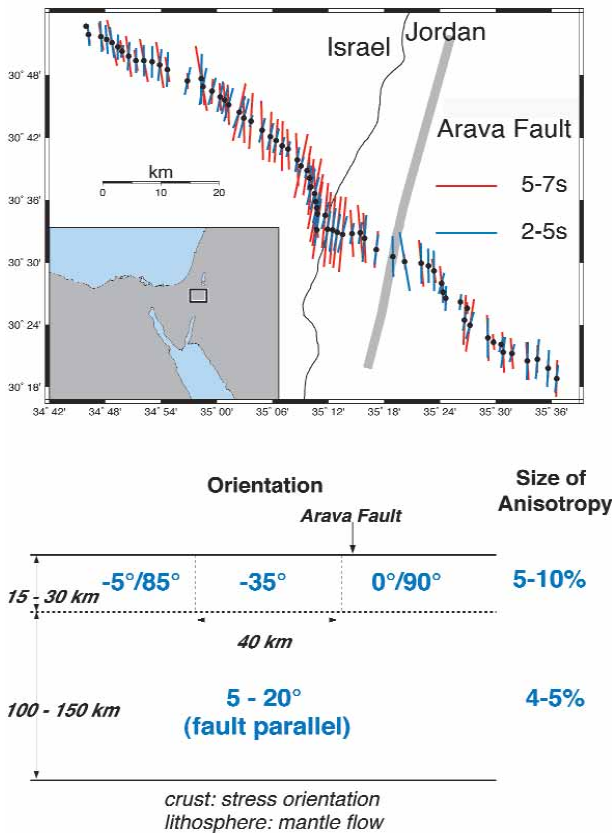 Israel
Jordan
Arava Fault
5-7s
2-5s
km
0 10 20
30° 48'
30° 42'
30° 36'
30° 30'
30° 24'
30° 18'
34° 42' 34° 48' 34° 54' 35° 00' 35° 06' 35° 12' 35° 18' 35° 24' 35° 30' 35° 36'
Orientation
Size of
Anisotropy
Arava Fault
-5°/85° -35° 0°/90° 5-10%
15 - 30 km
40 km
100 - 150 km
5 - 20°
(fault parallel)
4-5%
crust: stress orientation
lithosphere: mantle flow